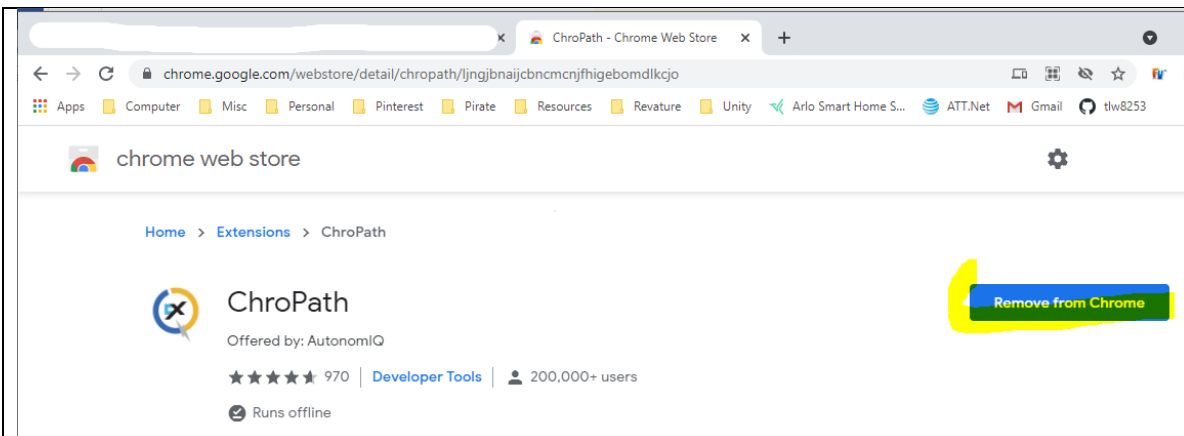 ChroPath - Chrome Web Store
chrome.google.com/webstore/detail/chropath/ljngjbnaijcbncmcnjfhigebomdlkcjo
Apps Computer Misc Personal Pinterest Pirate Resources Revature Unity Arlo Smart Home S... ATT.Net Gmail tlw8253
chrome web store
Home > Extensions > ChroPath
ChroPath
Remove from Chrome
Offered by: AutonomIQ
970 | Developer Tools | 200,000+ users
Runs offline